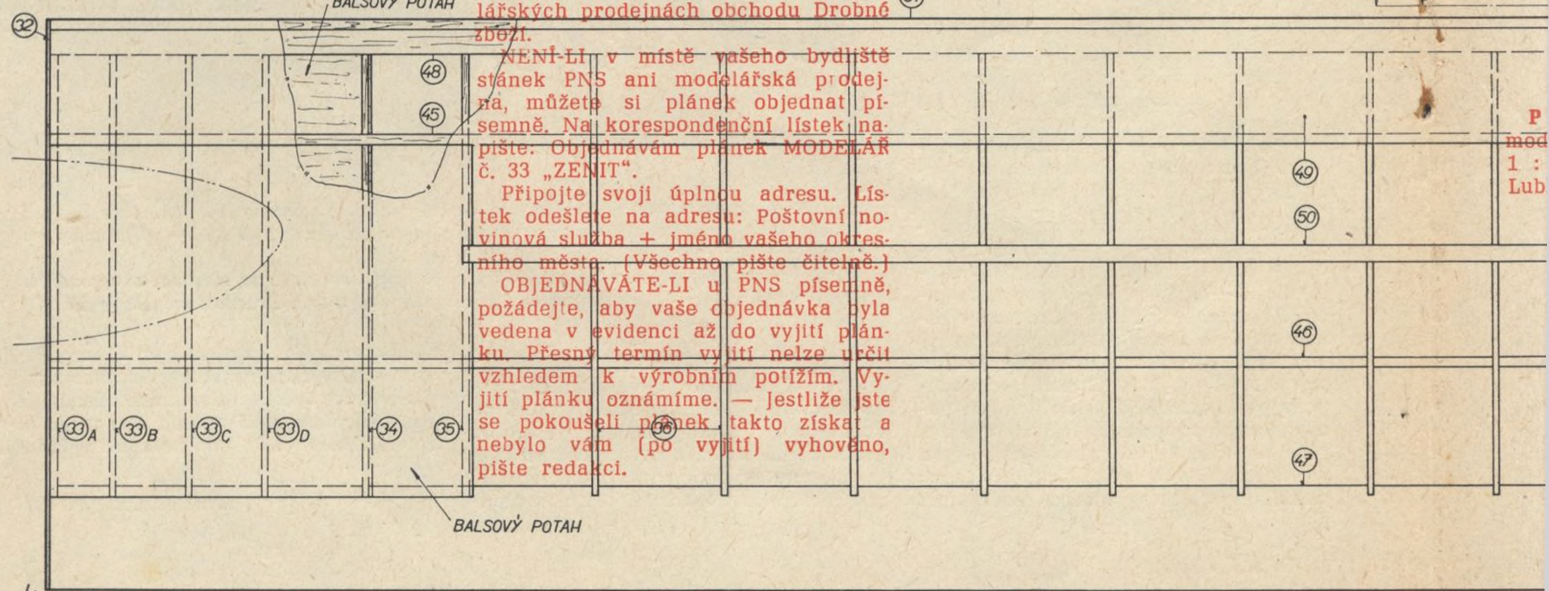 BALSOVÝ POTAH
32
lářských prodejnách obchodu Drobné
zboží.
NENÍ-LI v místě vašeho bydliště
stánek PNS ani modelářská prodej-
na, můžete si plánek objednat pí-
semně. Na korespondenční lístek na-
pište: Objednávám plánek MODELÁŘ
č. 33 „ZENIT“.
Připojte svoji úplnou adresu. Lís-
tek odešlete na adresu: Poštovní no-
vinová služba + jméno vašeho okres-
ního města. (Všechno pište čitelně.)
OBJEDNÁVÁTE-LI u PNS písemně,
požádejte, aby vaše objednávka byla
vedena v evidenci až do vyjití plán-
ku. Přesný termín vyjití nelze určit
vzhledem k výrobním potížím. Vy-
jití plánku oznámíme. — Jestliže jste
se pokoušeli plánek takto získat a
nebylo vám (po vyjití) vyhověno,
pište redakci.
48
45
P
mod
1 :
Lub
49
50
46
47
33A 33B 33C 33D 34 35 36
BALSOVÝ POTAH